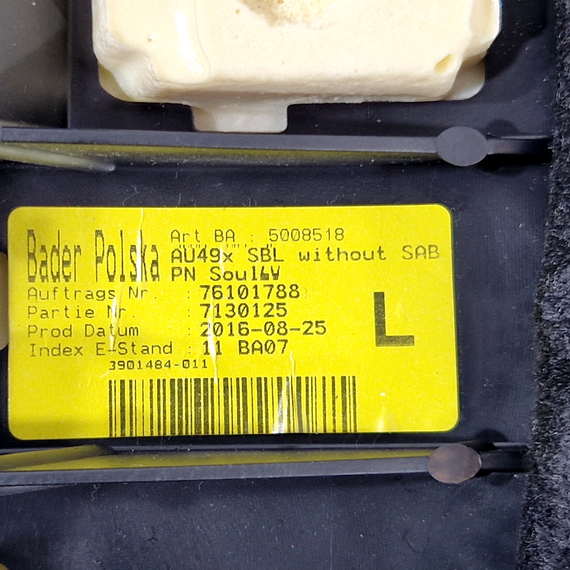 Bader Polska
Art BA : 5008518
AU49x SBL without SAB
PN Soul
Auftrags Nr. : 76101788
Partie Nr. : 7130125
Prod Datum : 2016-08-25
Index E-Stand : 11 BA07
3901484-011
L